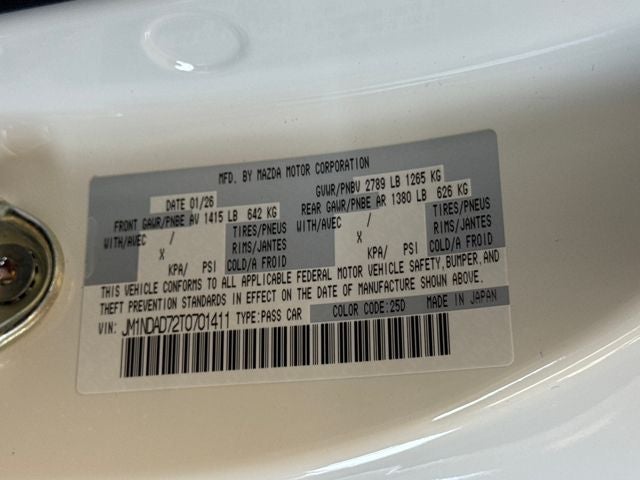 MFD. BY MAZDA MOTOR CORPORATION
DATE 01/26 GVWR/PNBV 2789 LB 1265 KG
FRONT GAWR/PNBE AV 1415 LB 642 KG REAR GAWR/PNBE AR 1380 LB 626 KG
WITH/AVEC / TIRES/PNEUS WITH/AVEC / TIRES/PNEUS
X RIMS/JANTES X RIMS/JANTES
KPA/ PSI COLD/A FROID KPA/ PSI COLD/A FROID
THIS VEHICLE CONFORMS TO ALL APPLICABLE FEDERAL MOTOR VEHICLE SAFETY, BUMPER, AND
THEFT PREVENTION STANDARDS IN EFFECT ON THE DATE OF MANUFACTURE SHOWN ABOVE.
VIN: JM1NDAD72T0701411 TYPE:PASS CAR COLOR CODE:25D MADE IN JAPAN